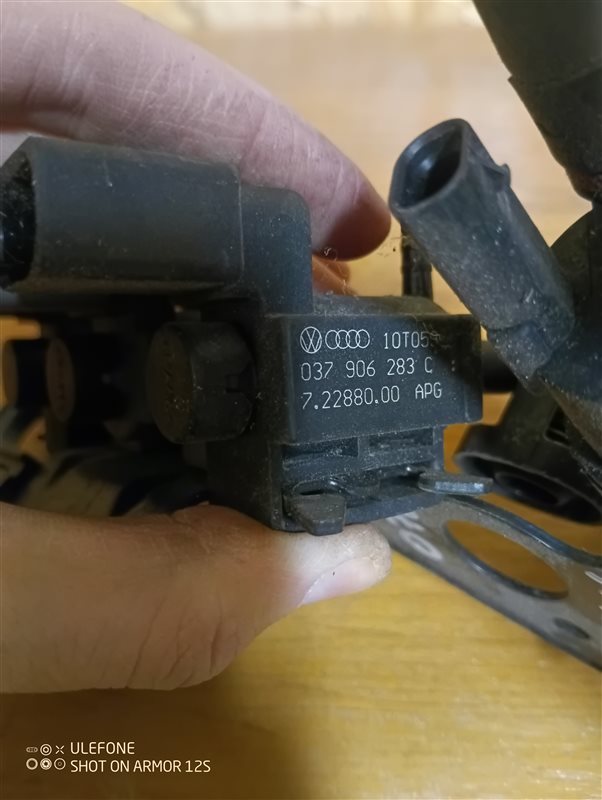 10T05
037 906 283 C
7.22880.00 APG
ULEFONE
SHOT ON ARMOR 12S